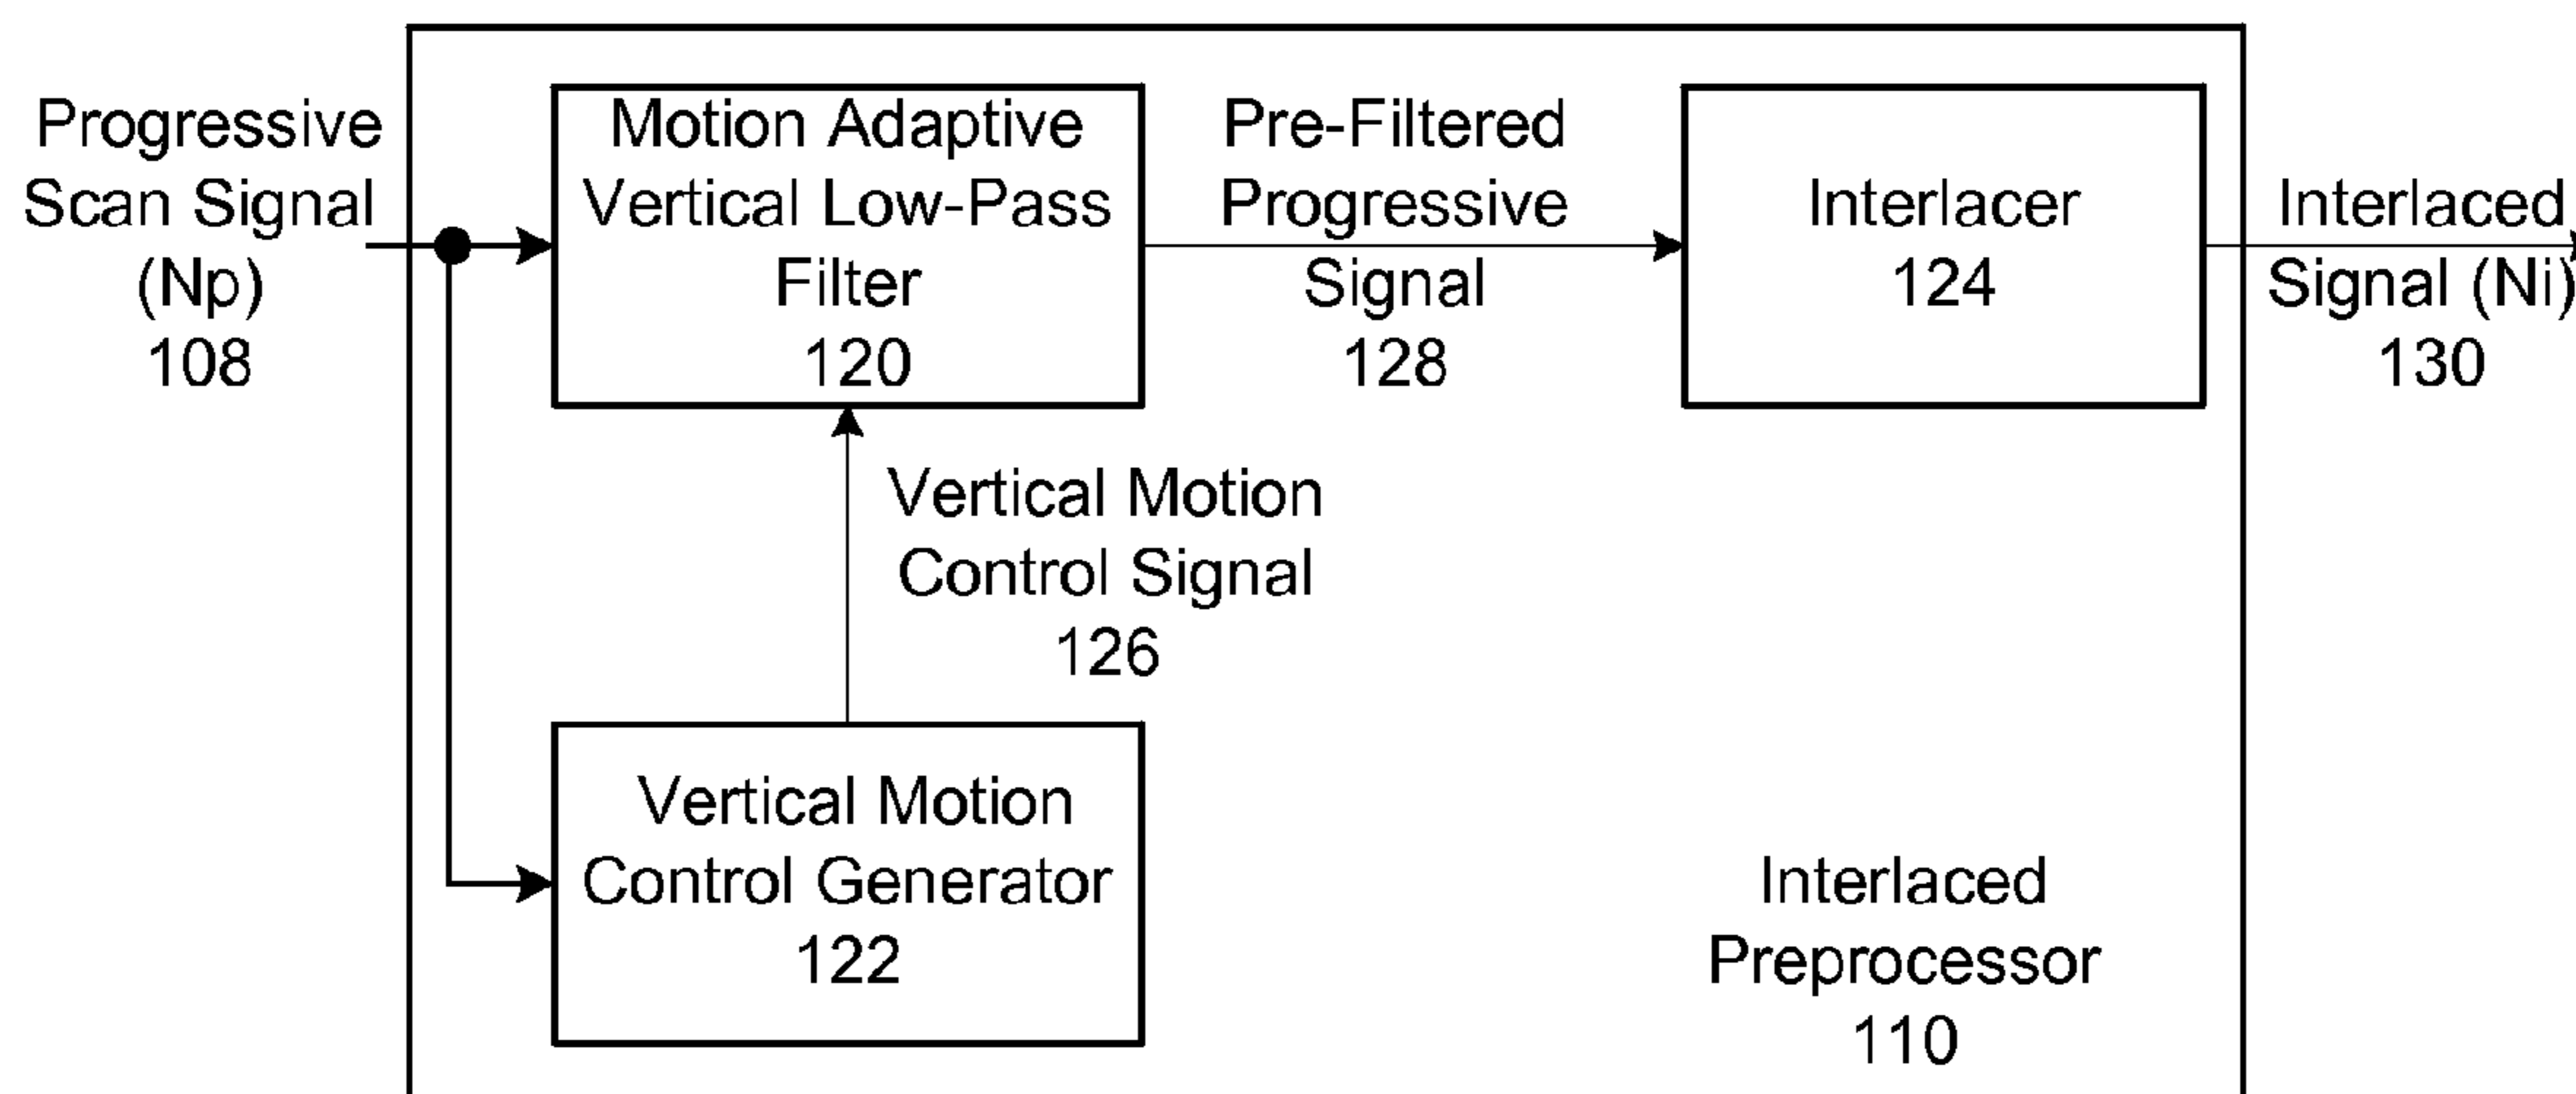 Progressive
Scan Signal
(Np)
108
Motion Adaptive
Vertical Low-Pass
Filter
120
Pre-Filtered
Progressive
Signal
128
Interlacer
124
Interlaced
Signal (Ni)
130
Vertical Motion
Control Signal
126
Vertical Motion
Control Generator
122
Interlaced
Preprocessor
110